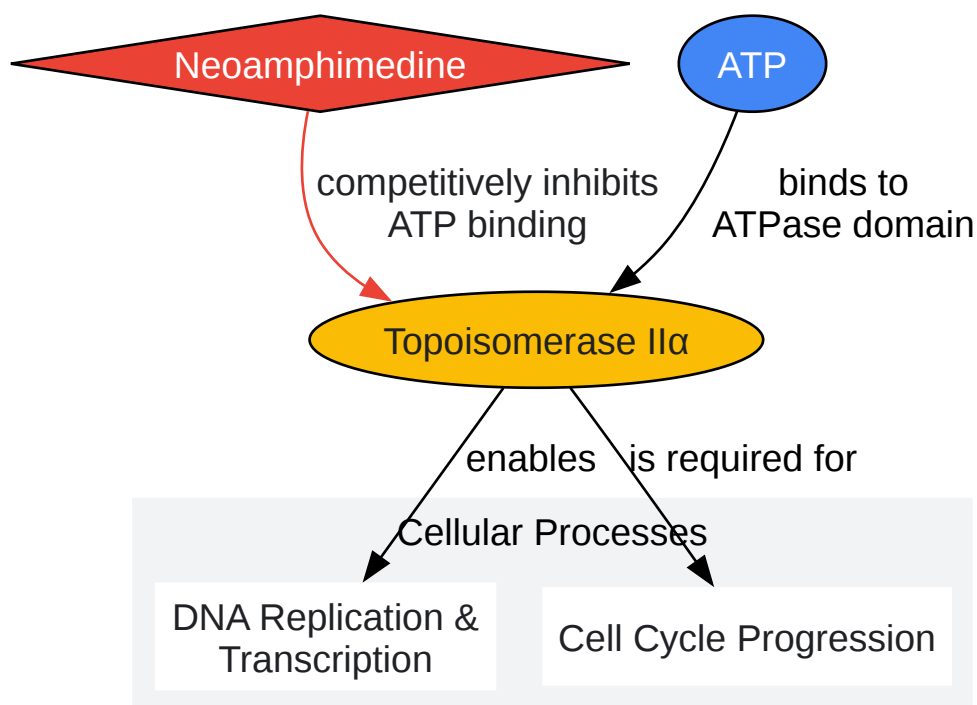 Neoamphimedine
ATP
competitively inhibits
ATP binding
binds to
ATPase domain
Topoisomerase IIα
enables
is required for
Cellular Processes
DNA Replication &
Transcription
Cell Cycle Progression